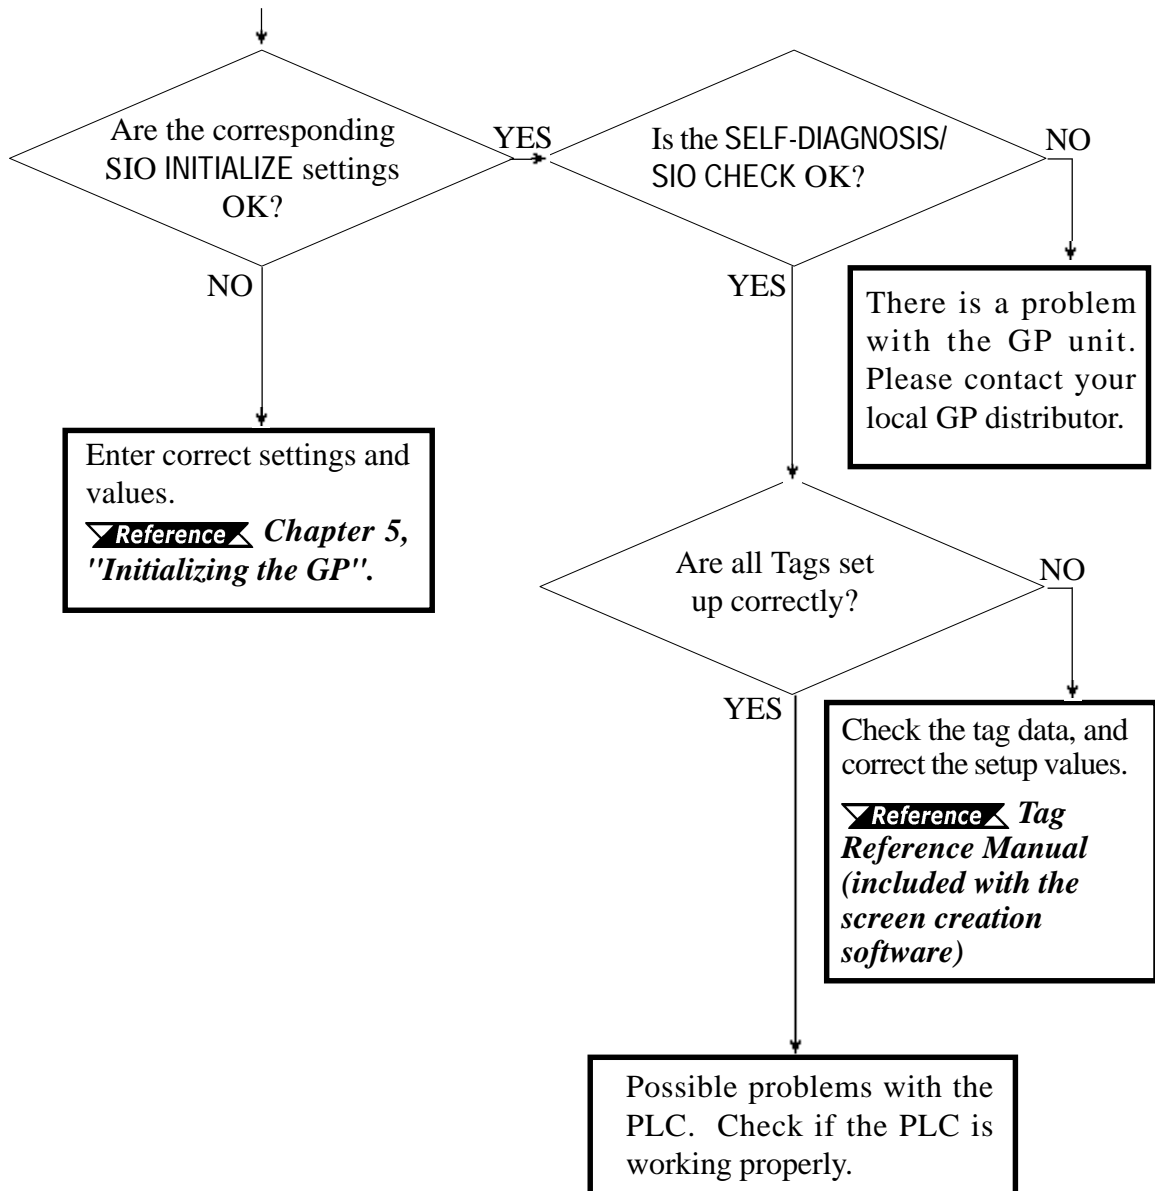 Are the corresponding
SIO INITIALIZE settings
OK?
YES
NO
Is the SELF-DIAGNOSIS/
SIO CHECK OK?
NO
YES
There is a problem
with the GP unit.
Please contact your
local GP distributor.
Enter correct settings and
values.
Reference Chapter 5,
"Initializing the GP".
Are all Tags set
up correctly?
NO
YES
Check the tag data, and
correct the setup values.
Reference Tag
Reference Manual
(included with the
screen creation
software)
Possible problems with the
PLC. Check if the PLC is
working properly.